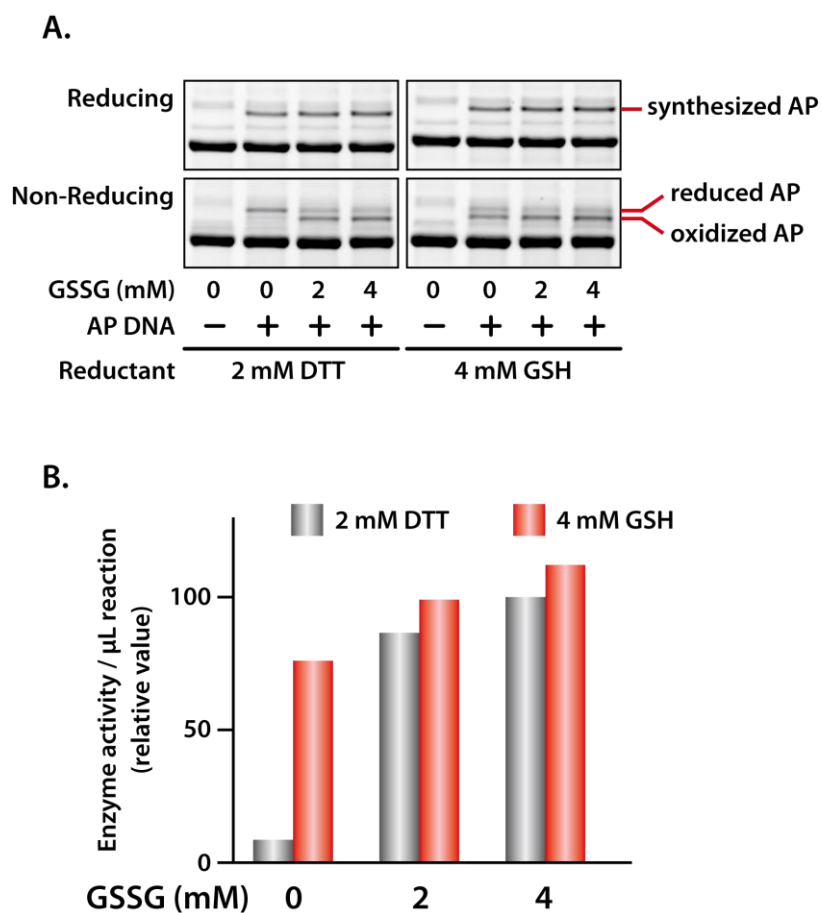 A.
Reducing
synthesized AP
Non-Reducing
reduced AP
oxidized AP
GSSG (mM) 0 0 2 4 0 0 2 4
AP DNA − + + + − + + +
Reductant 2 mM DTT 4 mM GSH
B.
2 mM DTT 4 mM GSH
Enzyme activity / µL reaction
(relative value)
100
50
0
GSSG (mM) 0 2 4